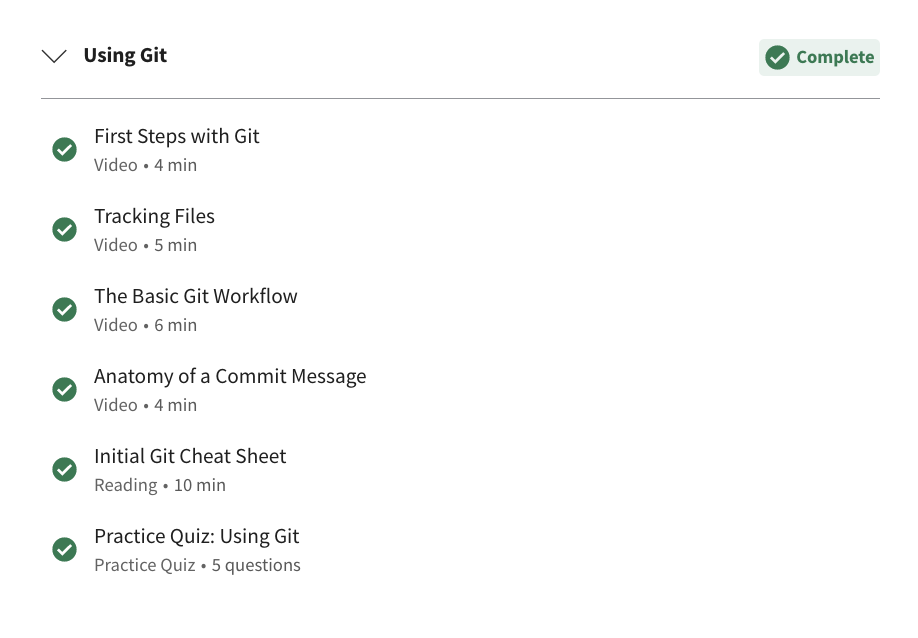 Using Git
Complete
First Steps with Git
Video • 4 min
Tracking Files
Video • 5 min
The Basic Git Workflow
Video • 6 min
Anatomy of a Commit Message
Video • 4 min
Initial Git Cheat Sheet
Reading • 10 min
Practice Quiz: Using Git
Practice Quiz • 5 questions